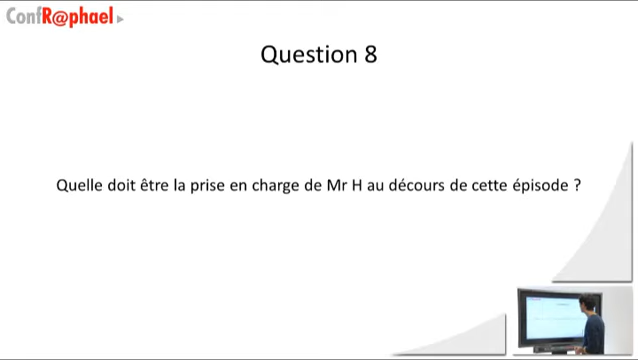 ConfR@phael
Question 8
Quelle doit être la prise en charge de Mr H au décours de cette épisode ?